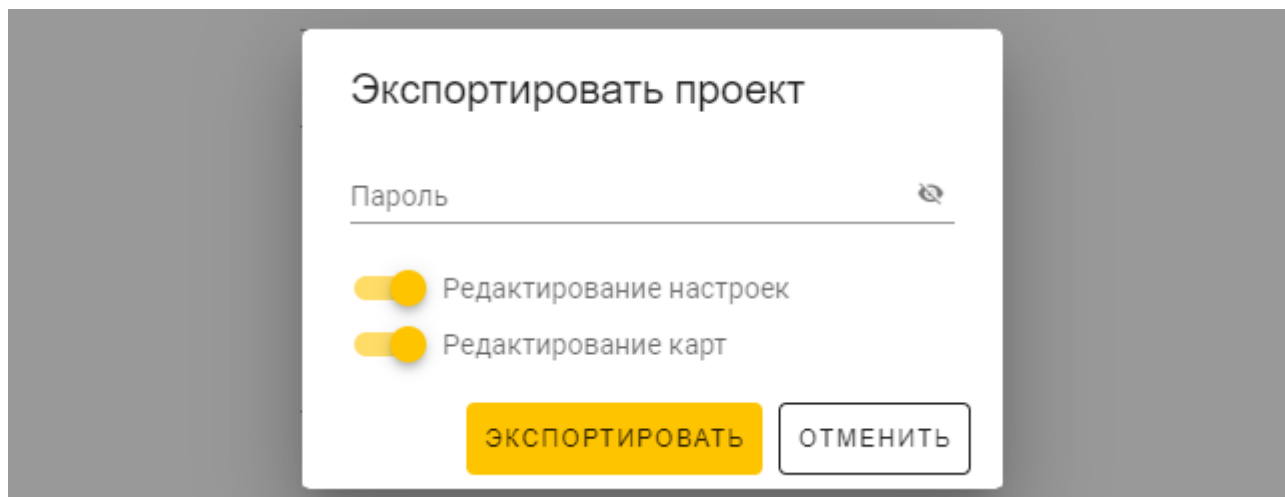 Экспортировать проект
Пароль
Редактирование настроек
Редактирование карт
ЭКСПОРТИРОВАТЬ ОТМЕНИТЬ